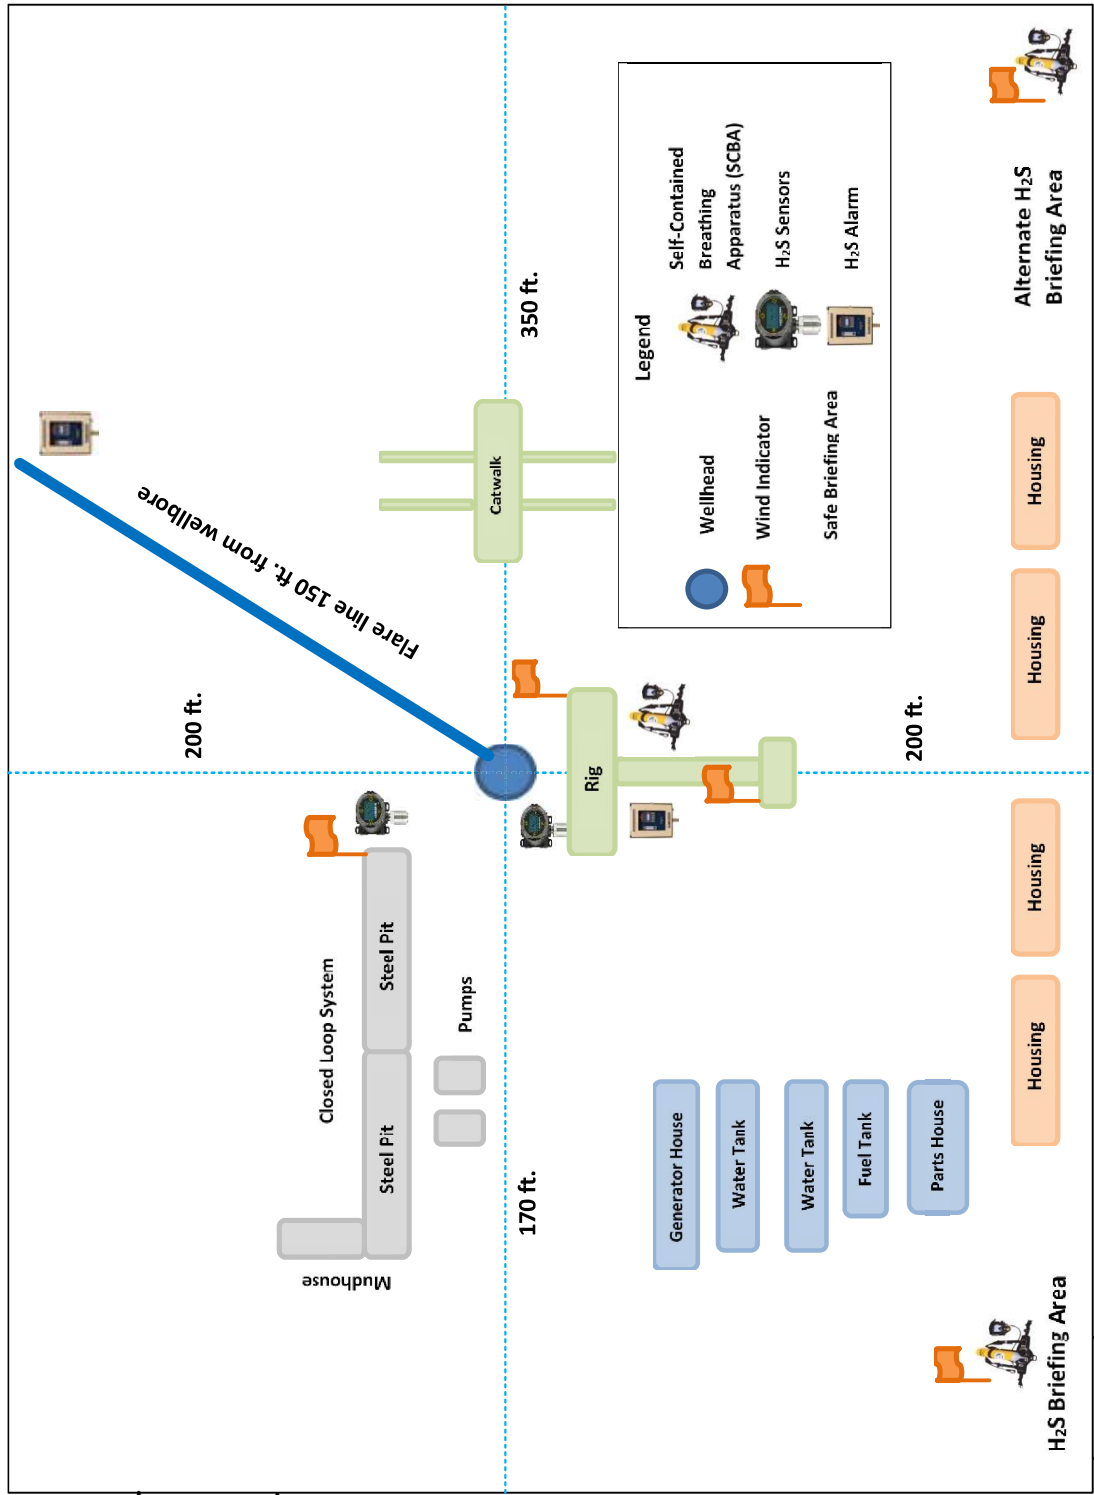 Flare line 150 ft. from wellbore
200 ft.
350 ft.
Catwalk
Closed Loop System
Steel Pit
Steel Pit
Mudhouse
Pumps
170 ft.
Rig
200 ft.
Legend
Wellhead
Wind Indicator
Safe Briefing Area
Self-Contained
Breathing
Apparatus (SCBA)
H₂S Sensors
H₂S Alarm
Generator House
Water Tank
Water Tank
Fuel Tank
Parts House
Housing
Housing
Housing
Housing
H₂S Briefing Area
Alternate H₂S
Briefing Area